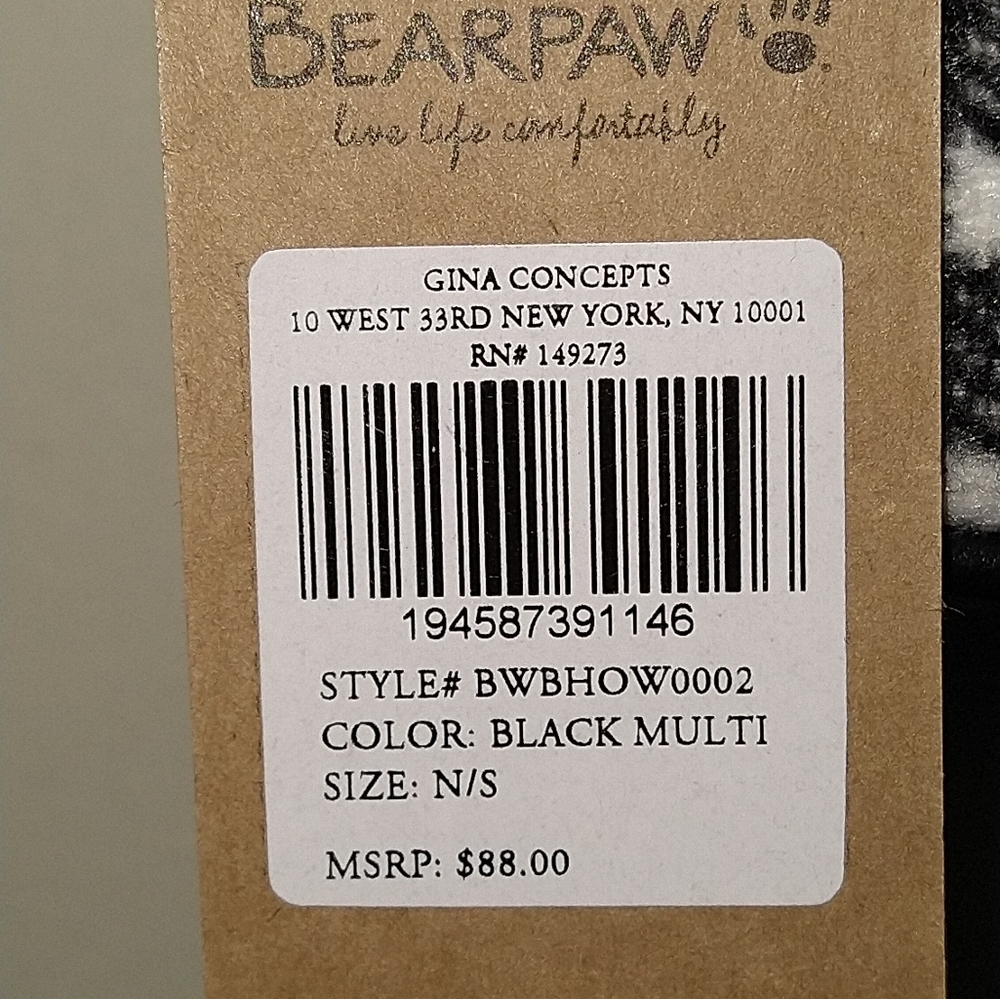 BEARPAW
live life comfortably
GINA CONCEPTS
10 WEST 33RD NEW YORK, NY 10001
RN# 149273
194587391146
STYLE# BWBHOW0002
COLOR: BLACK MULTI
SIZE: N/S
MSRP: $88.00